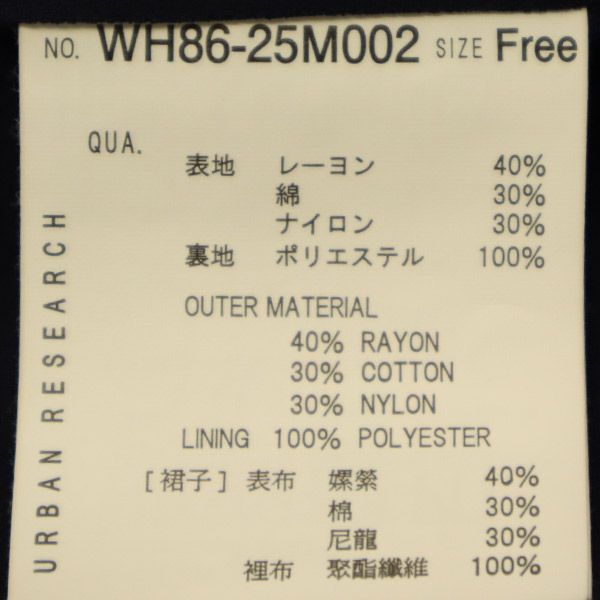 NO. WH86-25M002 SIZE Free
QUA.
表地 レーヨン 40%
綿 30%
ナイロン 30%
裏地 ポリエステル 100%
OUTER MATERIAL
40% RAYON
30% COTTON
30% NYLON
LINING 100% POLYESTER
[裙子] 表布 嫘縈 40%
棉 30%
尼龍 30%
裡布 聚酯纖維 100%
URBAN RESEARCH